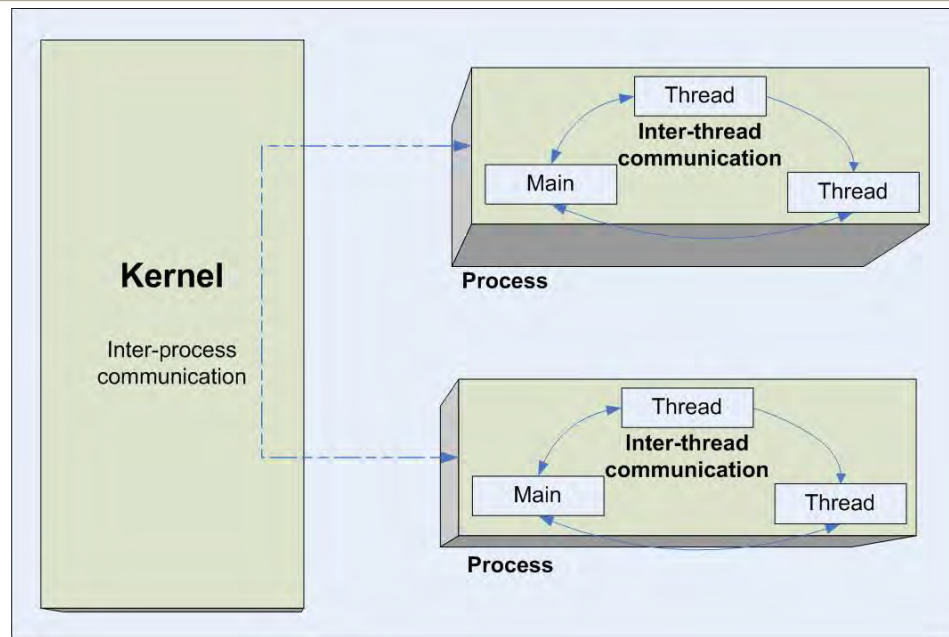 Kernel
Inter-process
communication
Thread
Inter-thread
communication
Main
Thread
Process
Thread
Inter-thread
communication
Main
Thread
Process